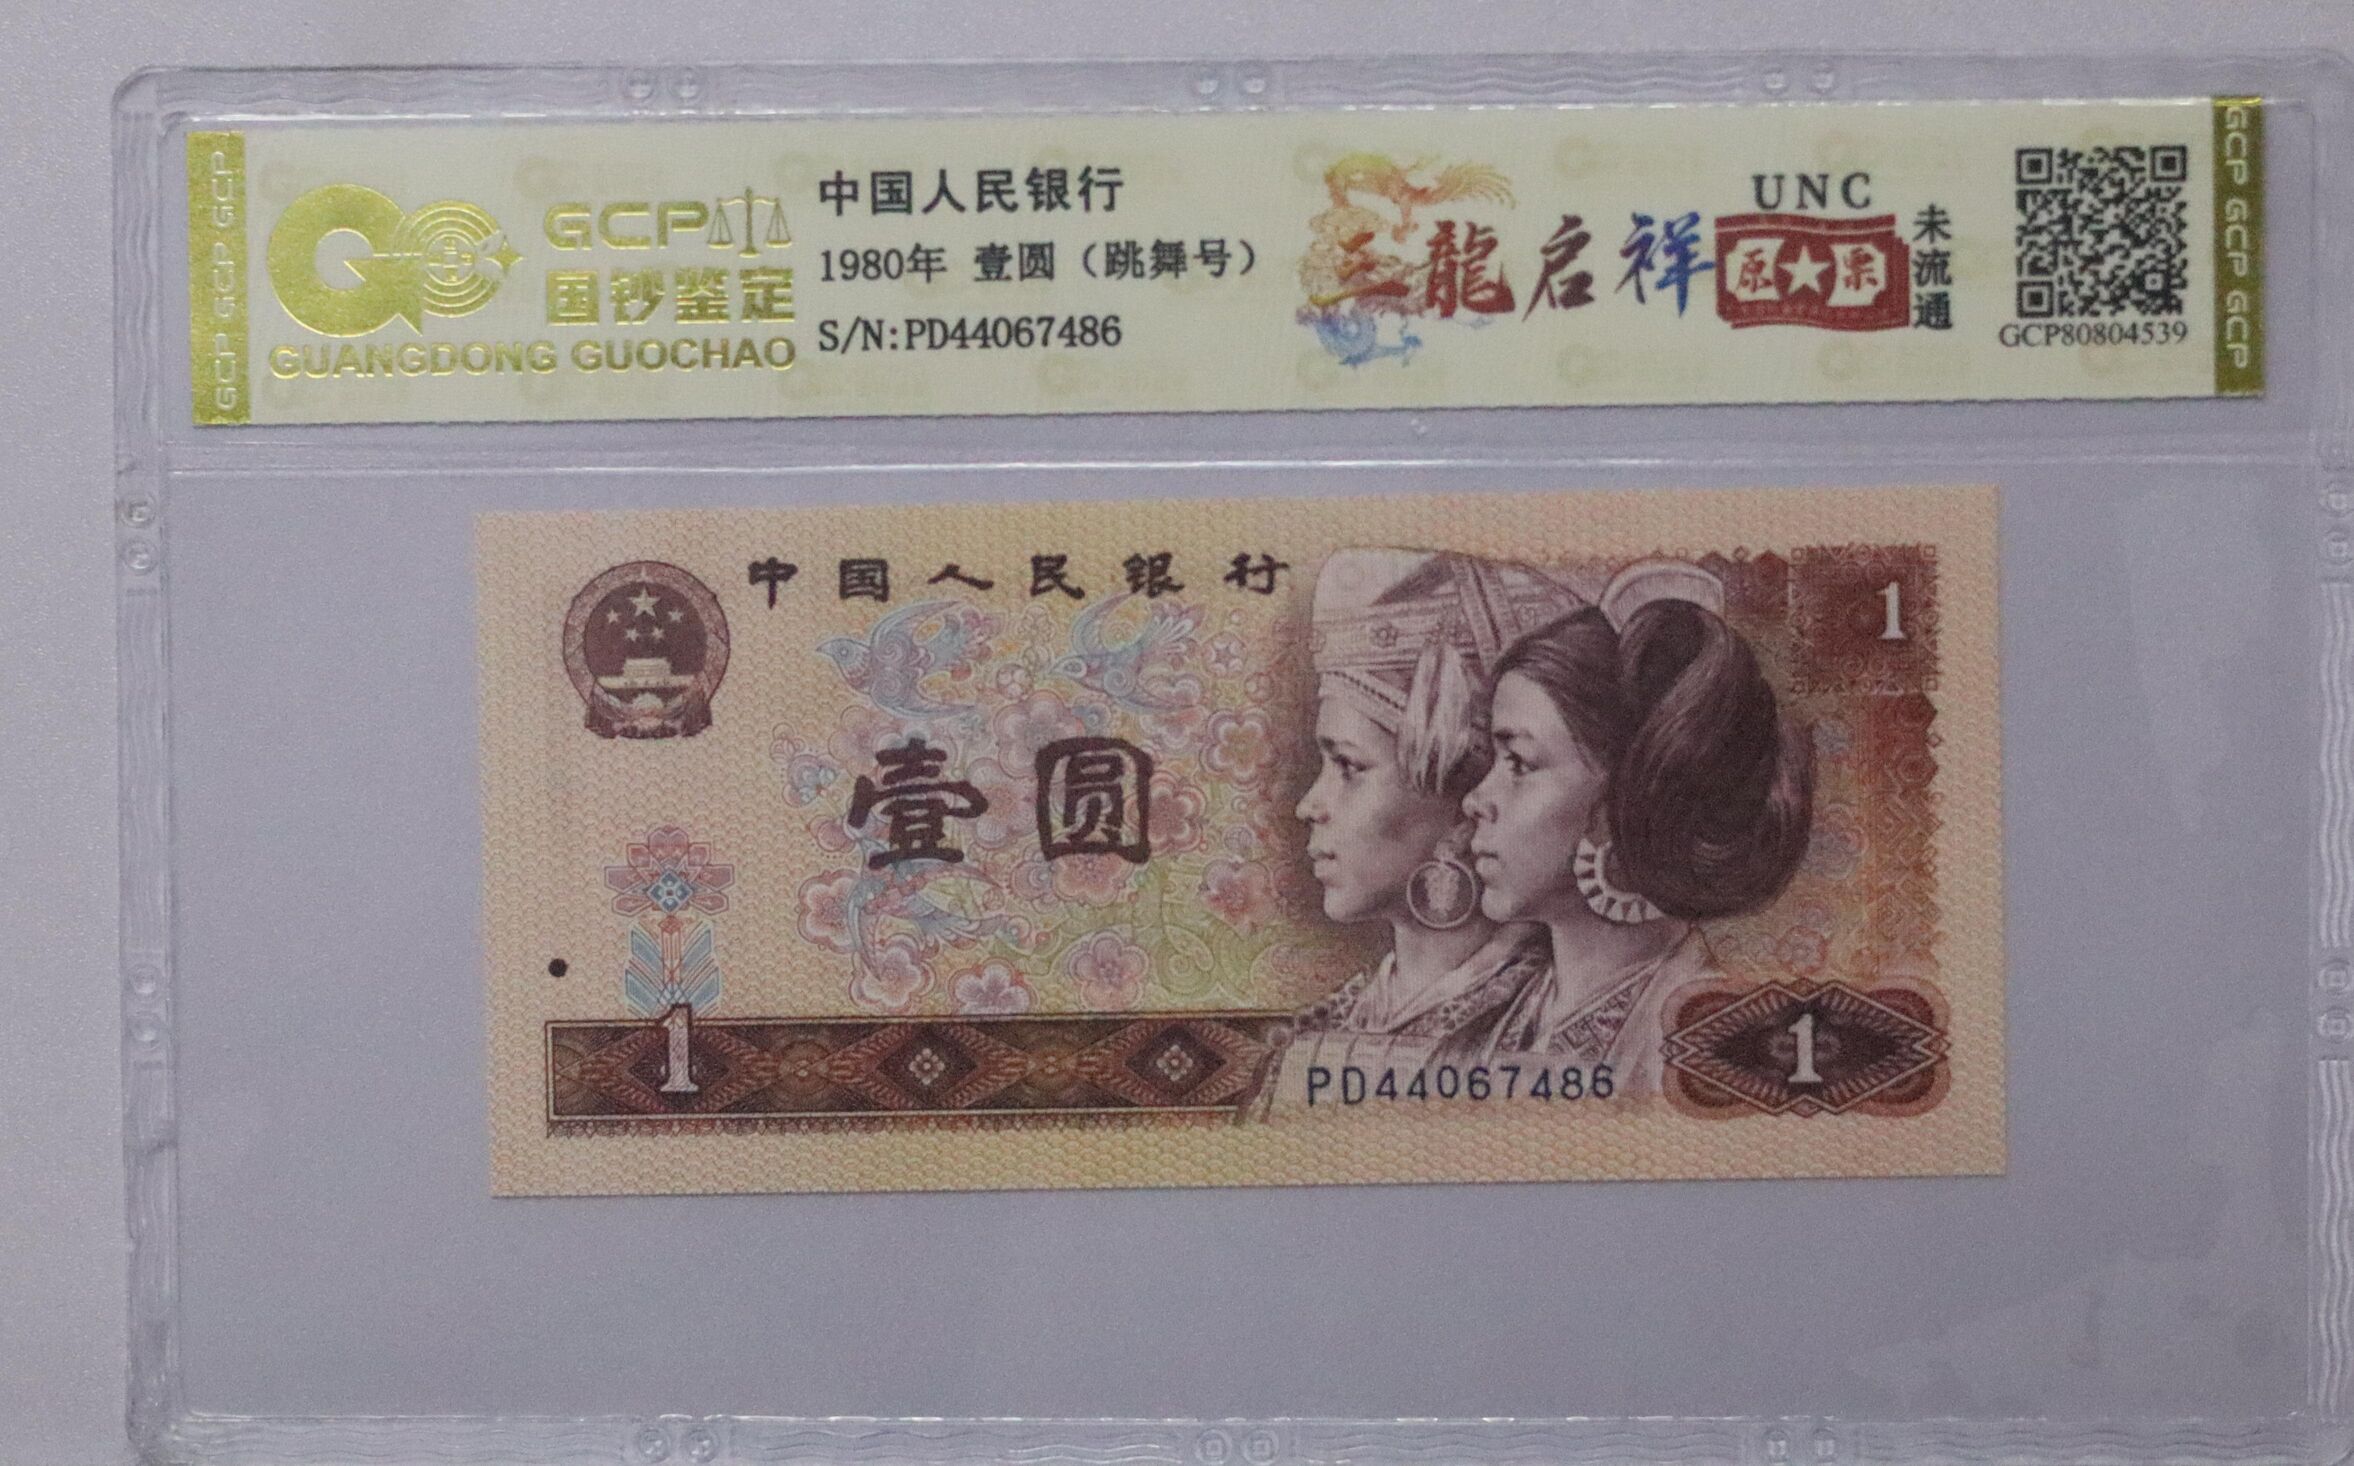 GCP GCP GCP
GCP
国钞鉴定
GUANGDONG GUOCHAO
中国人民银行
1980年 壹圆（跳舞号）
S/N:PD44067486
三龍启祥
UNC
原★票
未流通
GCP80804539
GCP GCP GCP
中国人民银行
1
壹圆
1
PD44067486
1